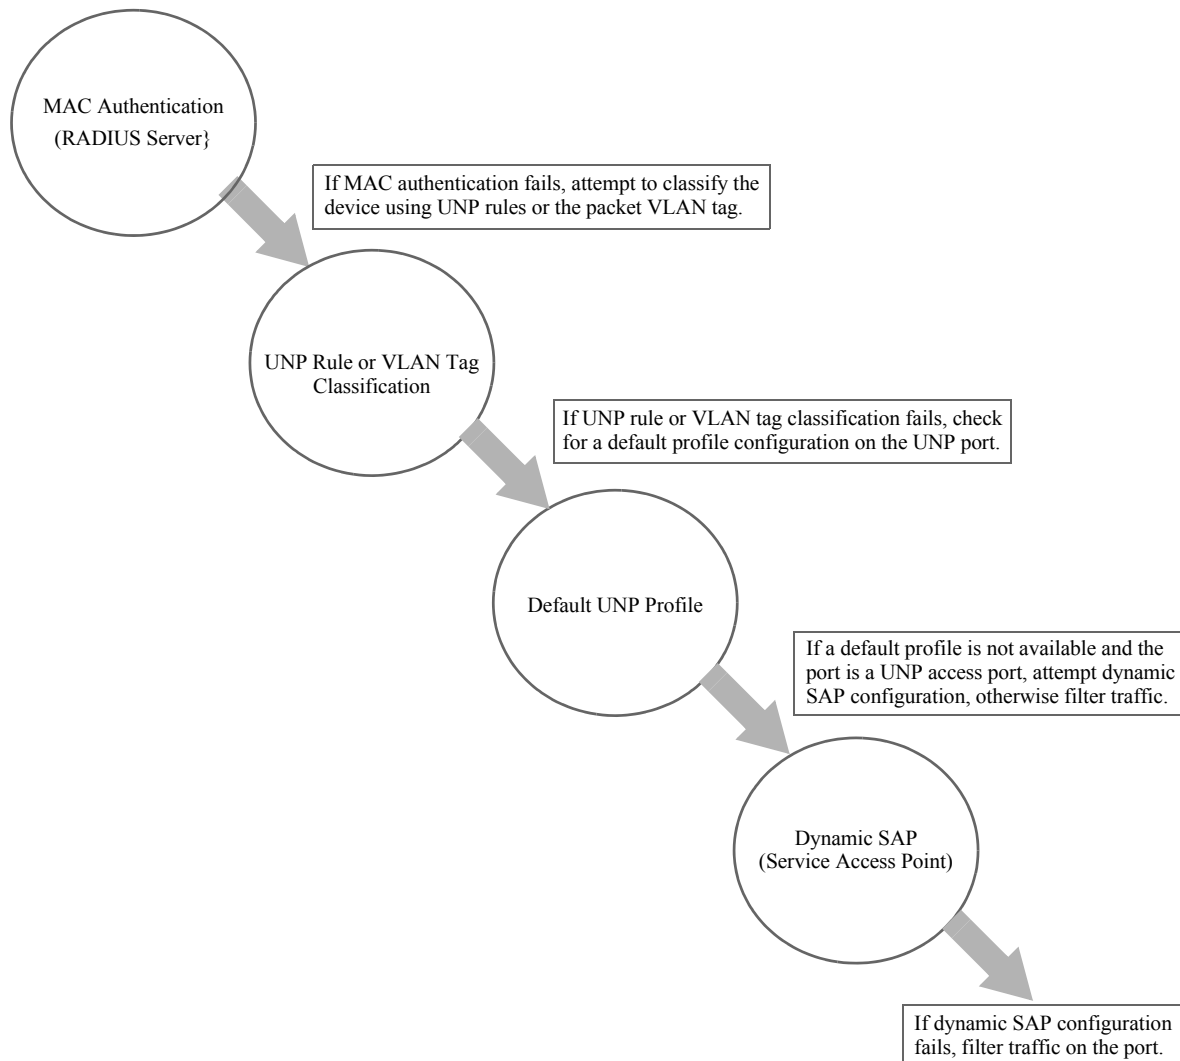 MAC Authentication
(RADIUS Server}
If MAC authentication fails, attempt to classify the
device using UNP rules or the packet VLAN tag.
UNP Rule or VLAN Tag
Classification
If UNP rule or VLAN tag classification fails, check
for a default profile configuration on the UNP port.
Default UNP Profile
If a default profile is not available and the
port is a UNP access port, attempt dynamic
SAP configuration, otherwise filter traffic.
Dynamic SAP
(Service Access Point)
If dynamic SAP configuration
fails, filter traffic on the port.